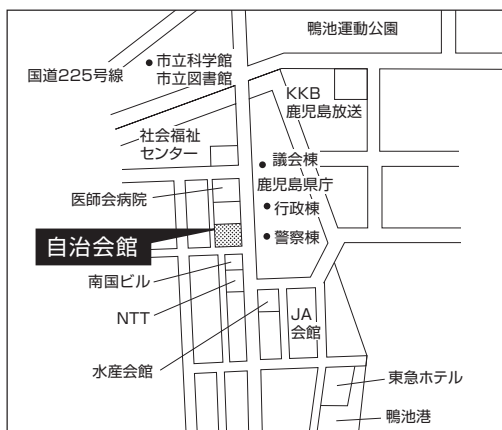 鴨池運動公園
市立科学館
市立図書館
国道225号線
KKB
鹿児島放送
社会福祉
センター
議会棟
鹿児島県庁
医師会病院
行政棟
自治会館
警察棟
南国ビル
NTT
JA
会館
水産会館
東急ホテル
鴨池港